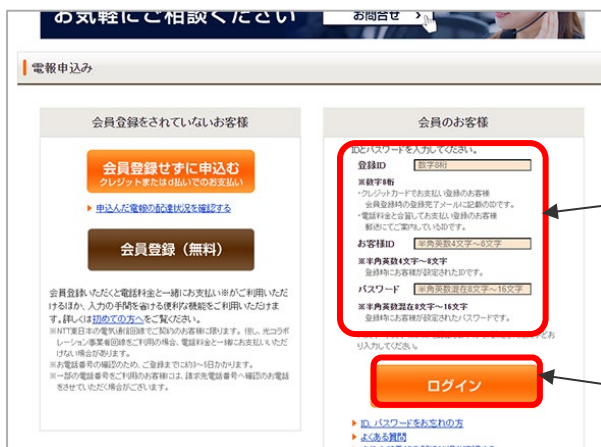 お気軽にご相談ください
お問合せ
電報申込み
会員登録をされていないお客様
会員登録せずに申込む
クレジットまたはd払いでのお支払い
申込んだ電報の配達状況を確認する
会員登録（無料）
会員登録いただくと電話料金と一緒にお支払い※がご利用いただ
けるほか、入力の手間を省ける便利な機能をご利用いただけま
す。詳しくは初めての方へをご覧ください。
※NTT東日本の電気通信回線でご契約のお客様に限ります。但し、光コラボ
レーション事業者回線をご利用の場合、電話料金と一緒にお支払いただ
けない場合があります。
※お電話番号の確認のため、ご登録までに約3～5日かかります。
※一部の電話番号をご利用のお客様には、請求先電話番号へ確認のお電話
をさせていただく場合がございます。
会員のお客様
IDとパスワードを入力してください。
登録ID 数字8桁
※数字8桁
・クレジットカードでお支払い登録のお客様
会員登録時の登録完了メールに記載のIDです。
・電話料金と合算してお支払い登録のお客様
郵送にてご案内しているIDです。
お客様ID 半角英数4文字～8文字
※半角英数4文字～8文字
登録時にお客様が設定されたIDです。
パスワード 半角英数混在8文字～16文字
※半角英数混在8文字～16文字
登録時にお客様が設定されたパスワードです。
り入力してください。
ログイン
ID、パスワードをお忘れの方
よくある質問